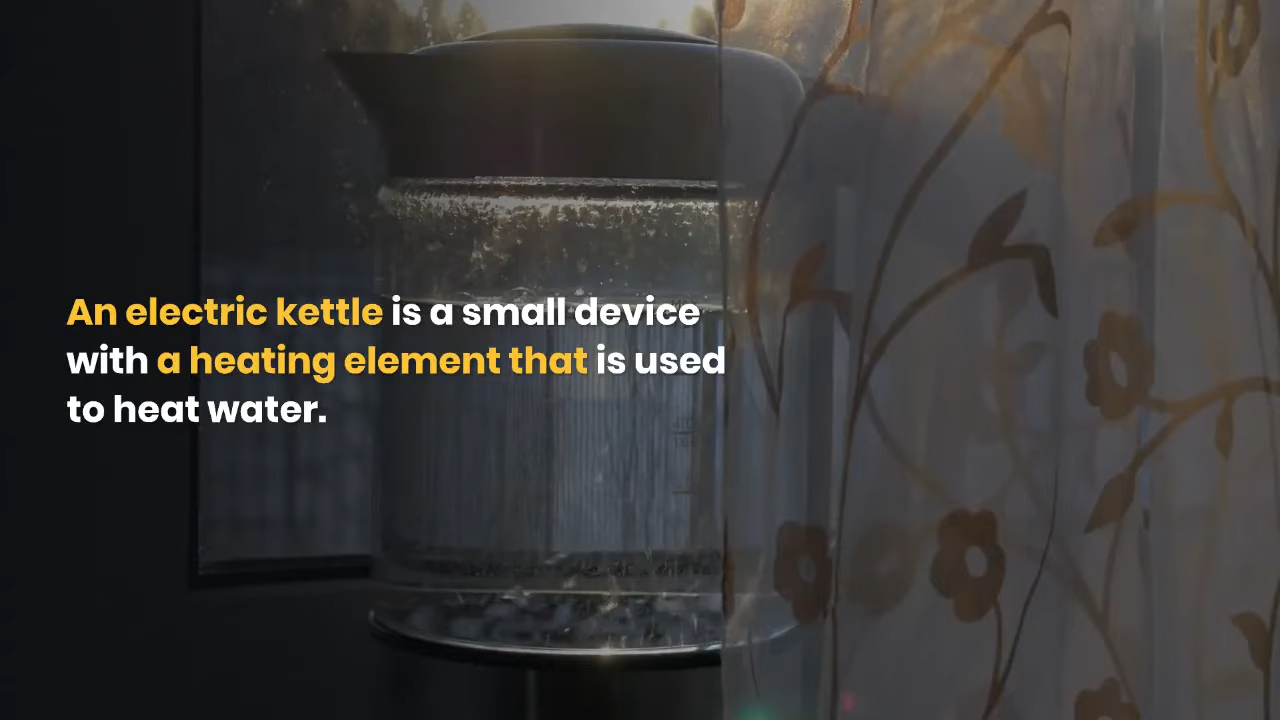 An electric kettle is a small device
with a heating element that is used
to heat water.